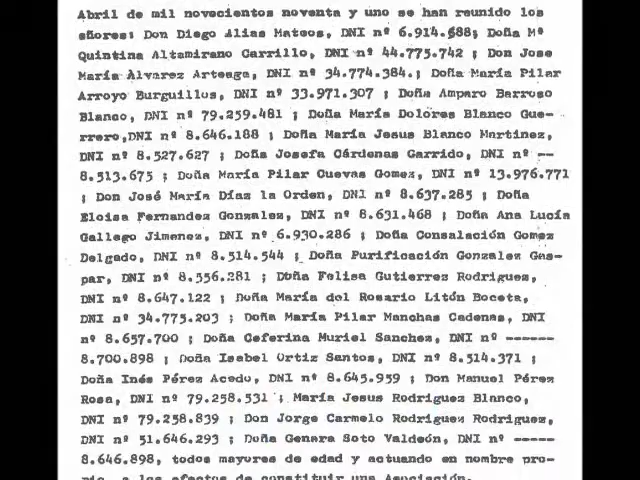 Abril de mil novecientos noventa y uno se han reunido los
eñores: Don Diego Alias Mateos, DNI nº 6.914.688; Doña Mª
Quintina Altamirano Carrillo, DNI nº 44.775.742 ; Don Jose
María Álvarez Arteaga, DNI nº 34.774.384.; Doña María Pilar
Arroyo Burguillos, DNI nº 33.971.307 ; Doña Amparo Barroso
Blanco, DNI nº 79.259.481 ; Doña María Dolores Blanco Gue-
rrero,DNI nº 8.646.188 ; Doña María Jesus Blanco Martinez,
DNI nº 8.527.627 ; Doña Josefa Cárdenas Garrido, DNI nº --
8.513.675 ; Doña María Pilar Cuevas Gomez, DNI nº 13.976.771
; Don José María Díaz la Orden, DNI nº 8.637.285 ; Doña
Eloisa Fernandez Gonzalez, DNI nº 8.631.468 ; Doña Ana Lucía
Gallego Jimenez, DNI nº 6.930.286 ; Doña Consalación Gomez
Delgado, DNI nº 8.514.544 ; Doña Purificación Gonzalez Gas-
par, DNI nº 8.556.281 ; Doña Felisa Gutierrez Rodriguez,
DNI nº 8.647.122 ; Doña María del Rosario Litón Boceta,
DNI nº 34.775.203 ; Doña María Pilar Manchas Cadenas, DNI
nº 8.657.700 ; Doña Ceferina Muriel Sanchez, DNI nº ------
8.700.898 ; Doña Isabel Ortiz Santos, DNI nº 8.514.371 ;
Doña Inés Pérez Acedo, DNI nº 8.645.959 ; Don Manuel Pérez
Rosa, DNI nº 79.258.531 ; María Jesus Rodriguez Blanco,
DNI nº 79.258.839 ; Don Jorge Carmelo Rodriguez Rodriguez,
DNI nº 51.646.293 ; Doña Genara Soto Valdeón, DNI nº -----
8.646.898, todos mayores de edad y actuando en nombre pro-
pio, a los efectos de constituir una Asociación.